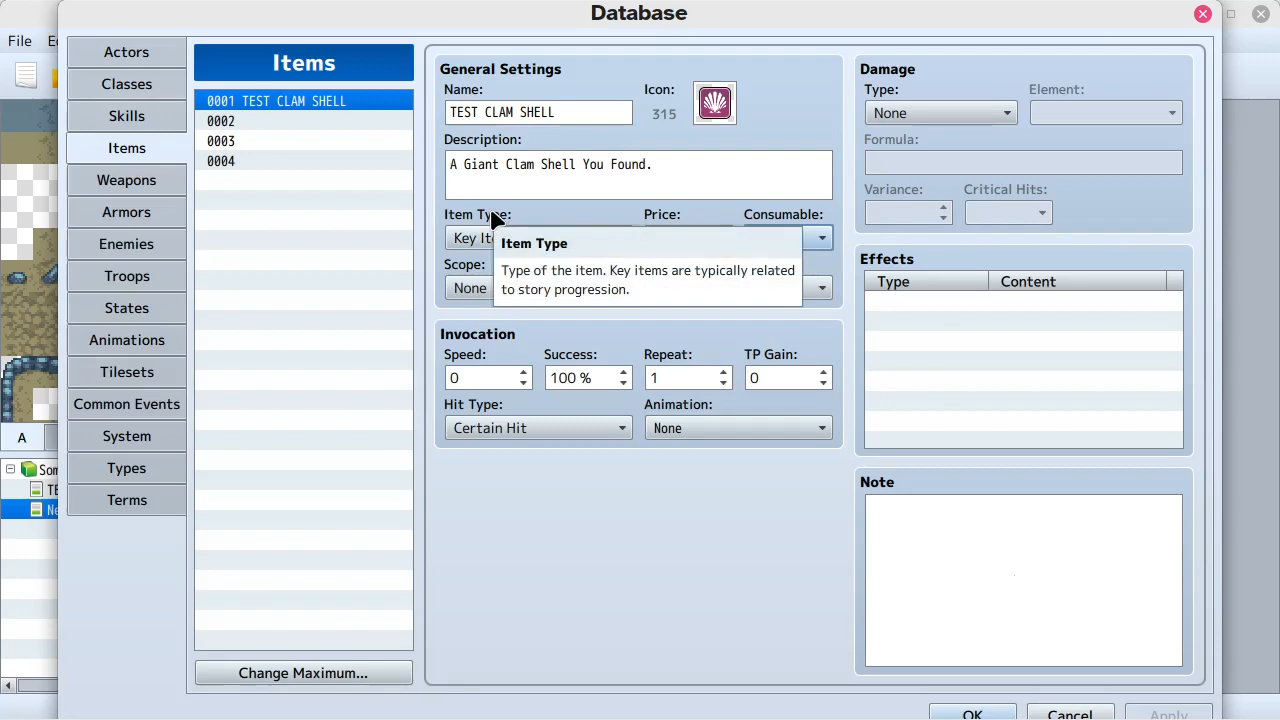 Database
File
Actors
Classes
Skills
Items
Weapons
Armors
Enemies
Troops
States
Animations
Tilesets
Common Events
System
Types
Terms
A
Items
0001 TEST CLAM SHELL
0002
0003
0004
Change Maximum...
General Settings
Name:
Icon:
TEST CLAM SHELL
315
Description:
A Giant Clam Shell You Found.
Item Type:
Price:
Consumable:
Key
Item Type
Type of the item. Key items are typically related
to story progression.
Scope:
None
Invocation
Speed:
Success:
Repeat:
TP Gain:
0
100 %
1
0
Hit Type:
Animation:
Certain Hit
None
Damage
Type:
Element:
None
Formula:
Variance:
Critical Hits:
Effects
Type
Content
Note
OK
Cancel
Apply